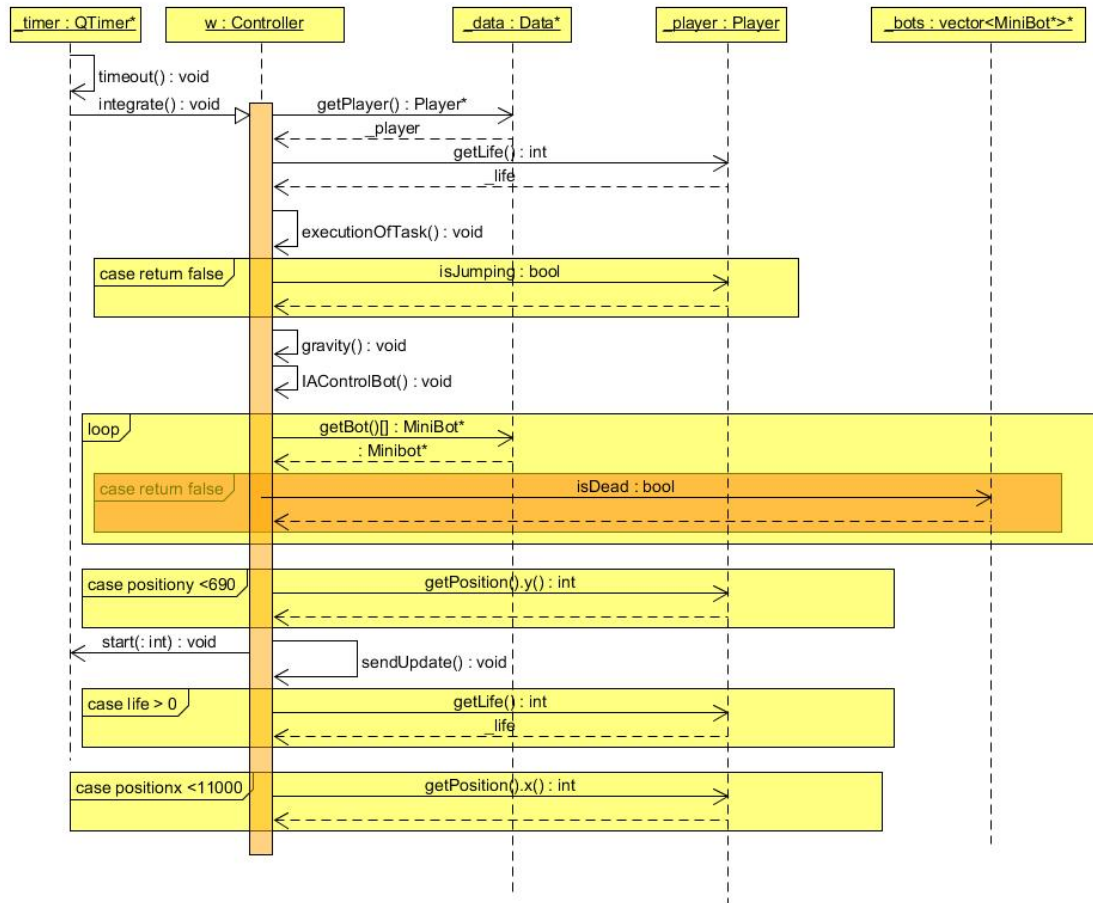 _timer : QTimer*
w : Controller
_data : Data*
_player : Player
_bots : vector<MiniBot*>*
timeout() : void
integrate() : void
getPlayer() : Player*
_player
getLife() : int
_life
executionOfTask() : void
case return false
isJumping : bool
gravity() : void
IAControlBot() : void
loop
getBot()[] : MiniBot*
: Minibot*
case return false
isDead : bool
case positiony <690
getPosition().y() : int
start(: int) : void
sendUpdate() : void
case life > 0
getLife() : int
_life
case positionx <11000
getPosition().x() : int